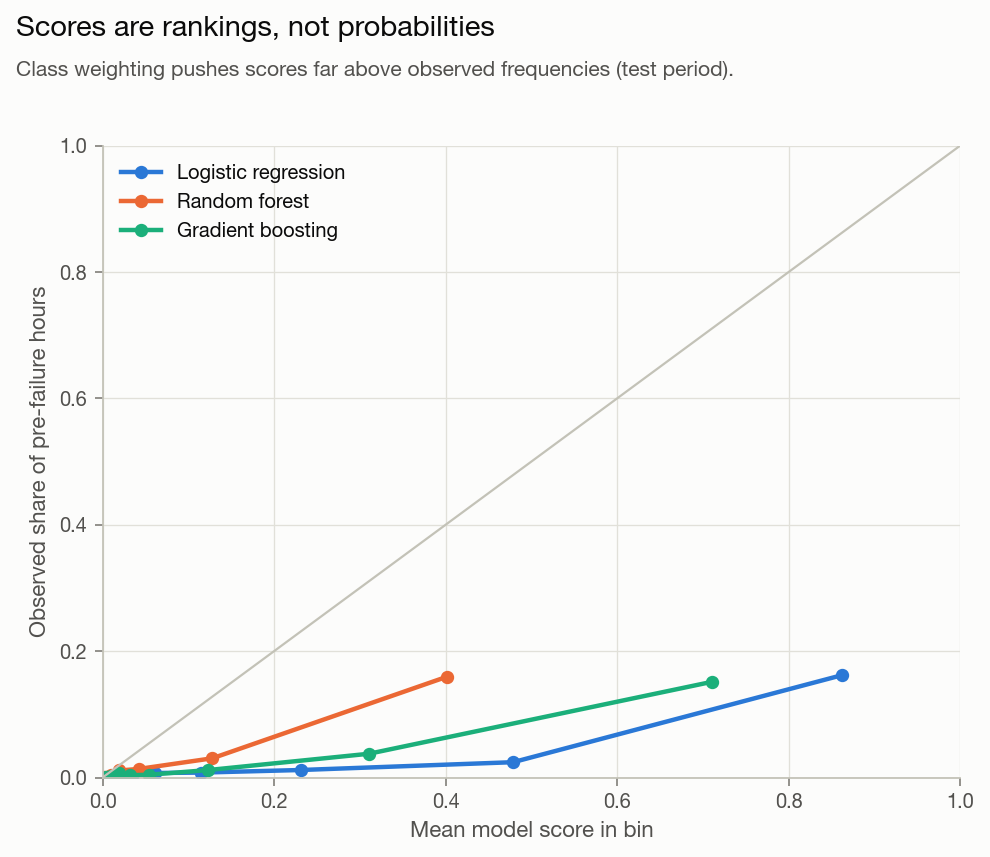 Scores are rankings, not probabilities
Class weighting pushes scores far above observed frequencies (test period).
Logistic regression
Random forest
Gradient boosting
Observed share of pre-failure hours
1.0
0.8
0.6
0.4
0.2
0.0
0.0 0.2 0.4 0.6 0.8 1.0
Mean model score in bin